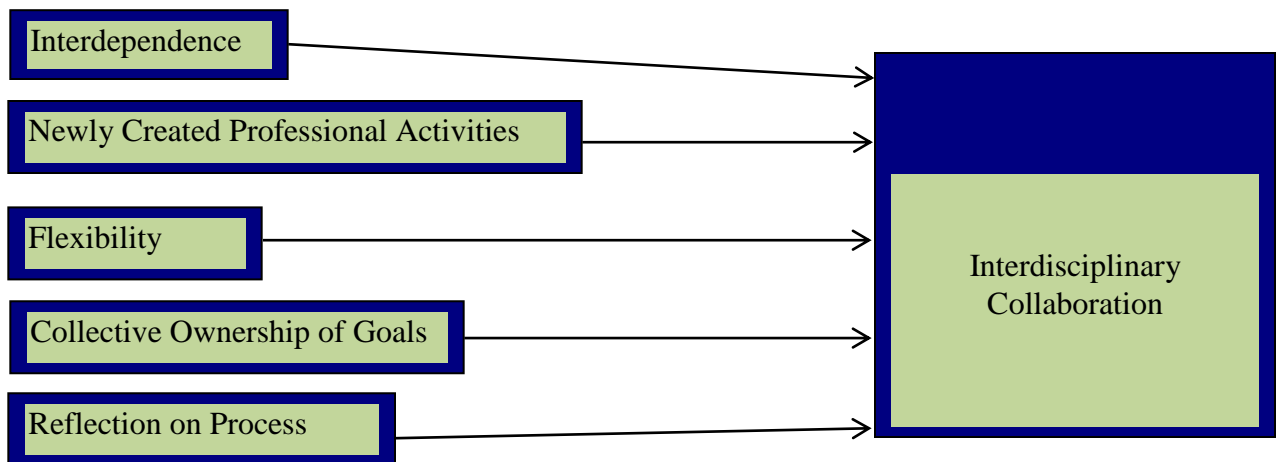 Interdependence
Newly Created Professional Activities
Flexibility
Interdisciplinary
Collaboration
Collective Ownership of Goals
Reflection on Process